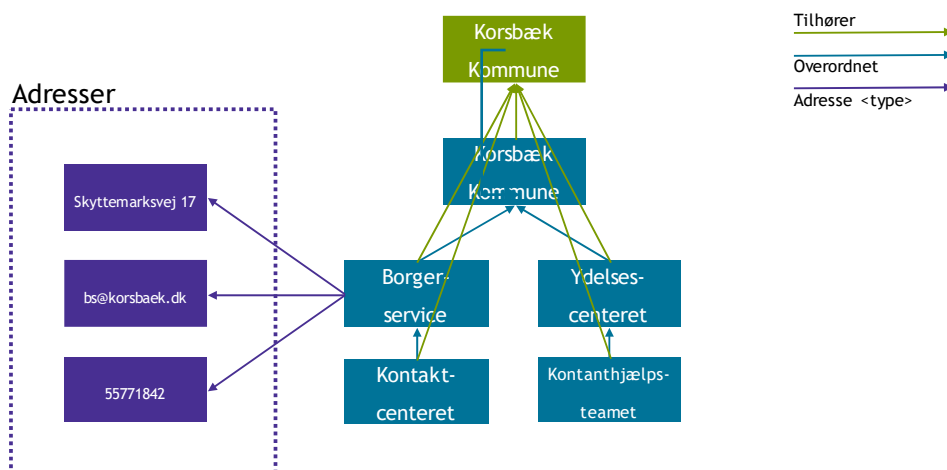 Korsbæk
Kommune
Tilhører
Overordnet
Adresse <type>
Adresser
Korsbæk
Kommune
Skyttemarksvej 17
bs@korsbaek.dk
55771842
Borger-
service
Ydelses-
centeret
Kontakt-
centeret
Kontanthjælps-
teamet